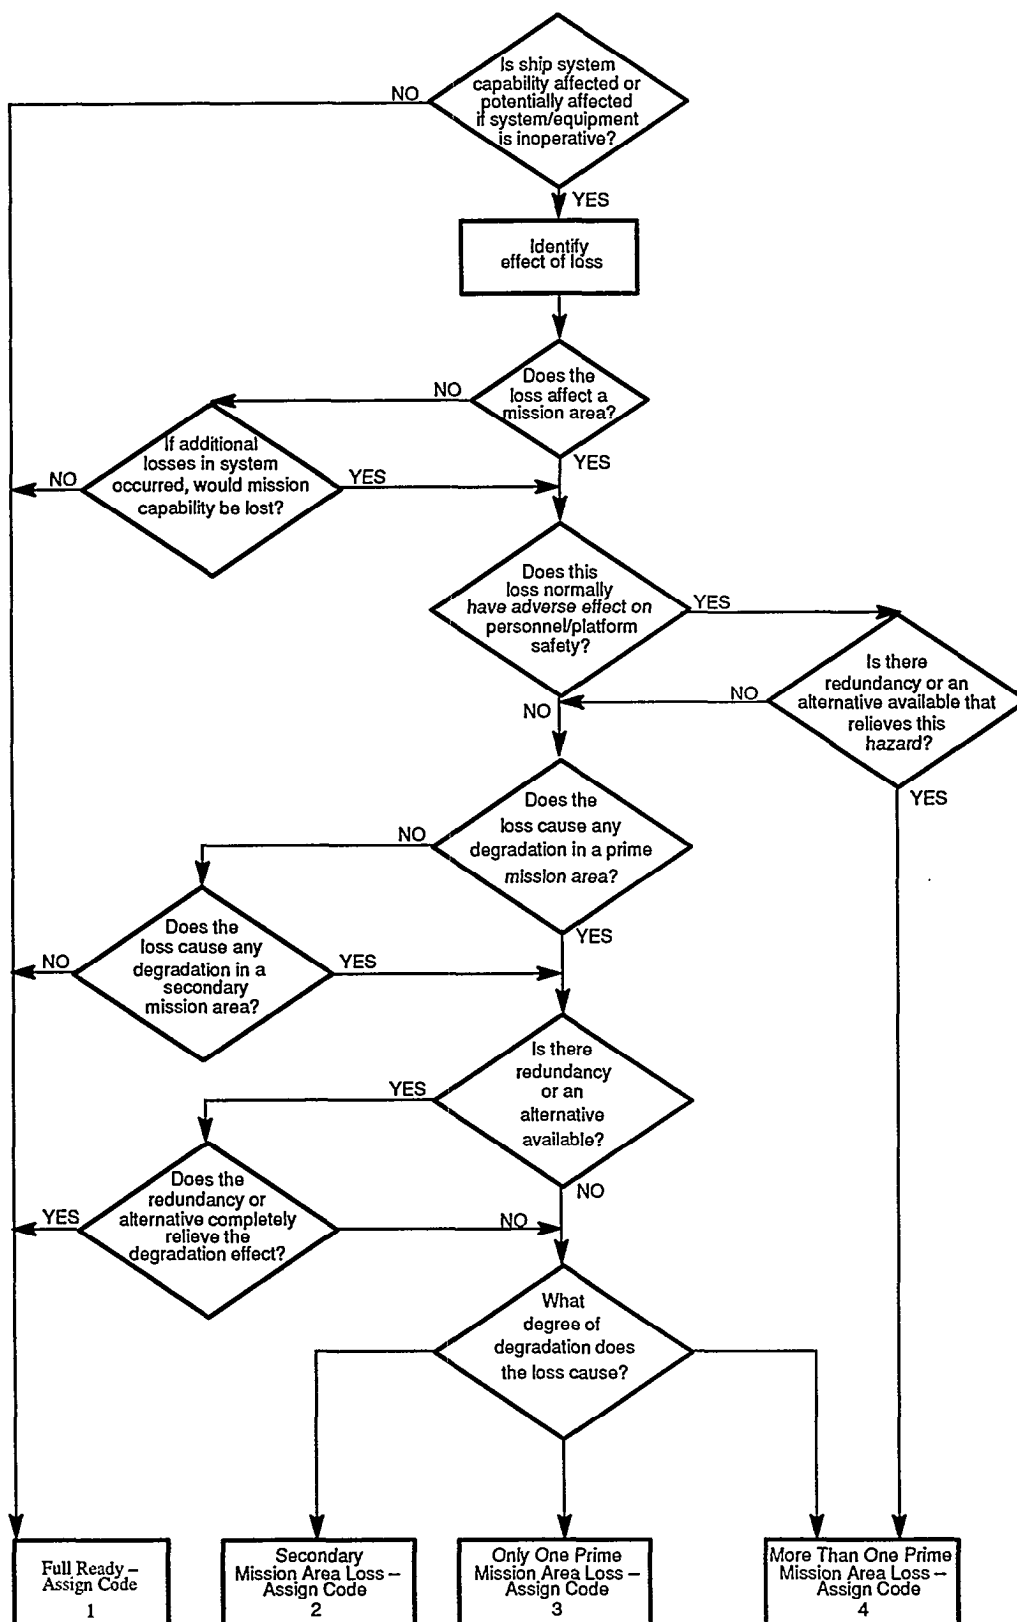 Is ship system
capability affected or
potentially affected
if system/equipment
is inoperative?
NO
YES
Identify
effect of loss
Does the
loss affect a
mission area?
NO
YES
If additional
losses in system
occurred, would mission
capability be lost?
NO
YES
Does this
loss normally
have adverse effect on
personnel/platform
safety?
YES
NO
Is there
redundancy or an
alternative available that
relieves this
hazard?
NO
YES
Does the
loss cause any
degradation in a prime
mission area?
NO
YES
Does the
loss cause any
degradation in a
secondary
mission area?
NO
YES
Is there
redundancy
or an
alternative
available?
YES
NO
Does the
redundancy or
alternative completely
relieve the
degradation effect?
YES
NO
What
degree of
degradation does
the loss cause?
Full Ready –
Assign Code
1
Secondary
Mission Area Loss –
Assign Code
2
Only One Prime
Mission Area Loss –
Assign Code
3
More Than One Prime
Mission Area Loss –
Assign Code
4